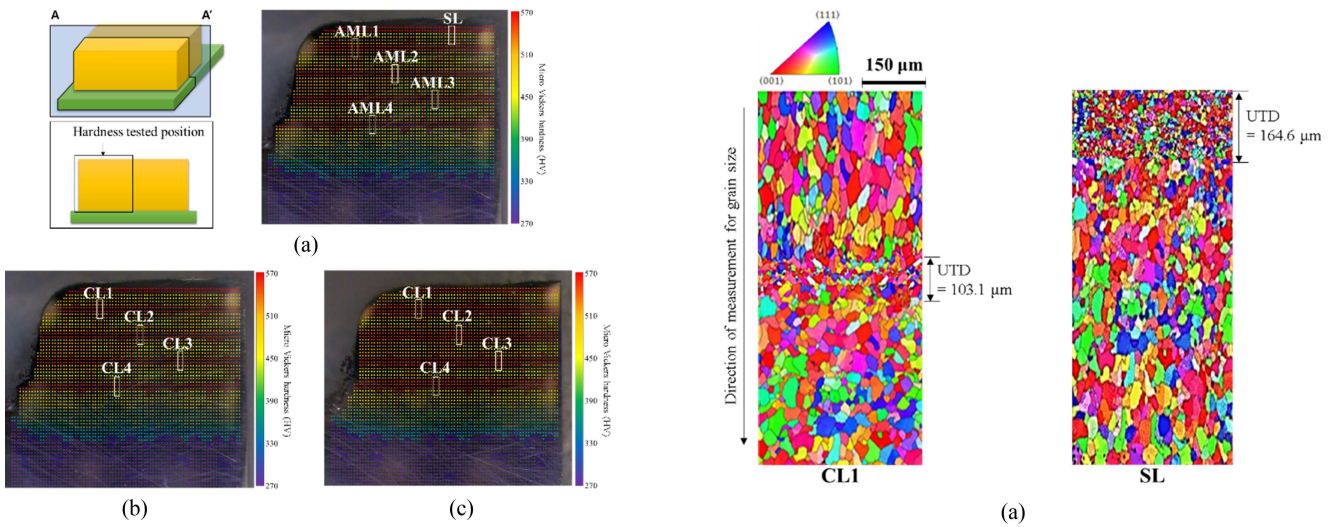 A A'
Hardness tested position
AML1
SL
AML2
AML3
AML4
570
510
450
390
330
270
Micro Vickers hardness (HV)
(a)
CL1
CL2
CL3
CL4
570
510
450
390
330
270
Micro Vickers hardness (HV)
(b)
CL1
CL2
CL3
CL4
570
510
450
390
330
270
Micro Vickers hardness (HV)
(c)
(111)
(001) (101)
150 µm
Direction of measurement for grain size
UTD
= 103.1 µm
CL1
UTD
= 164.6 µm
SL
(a)